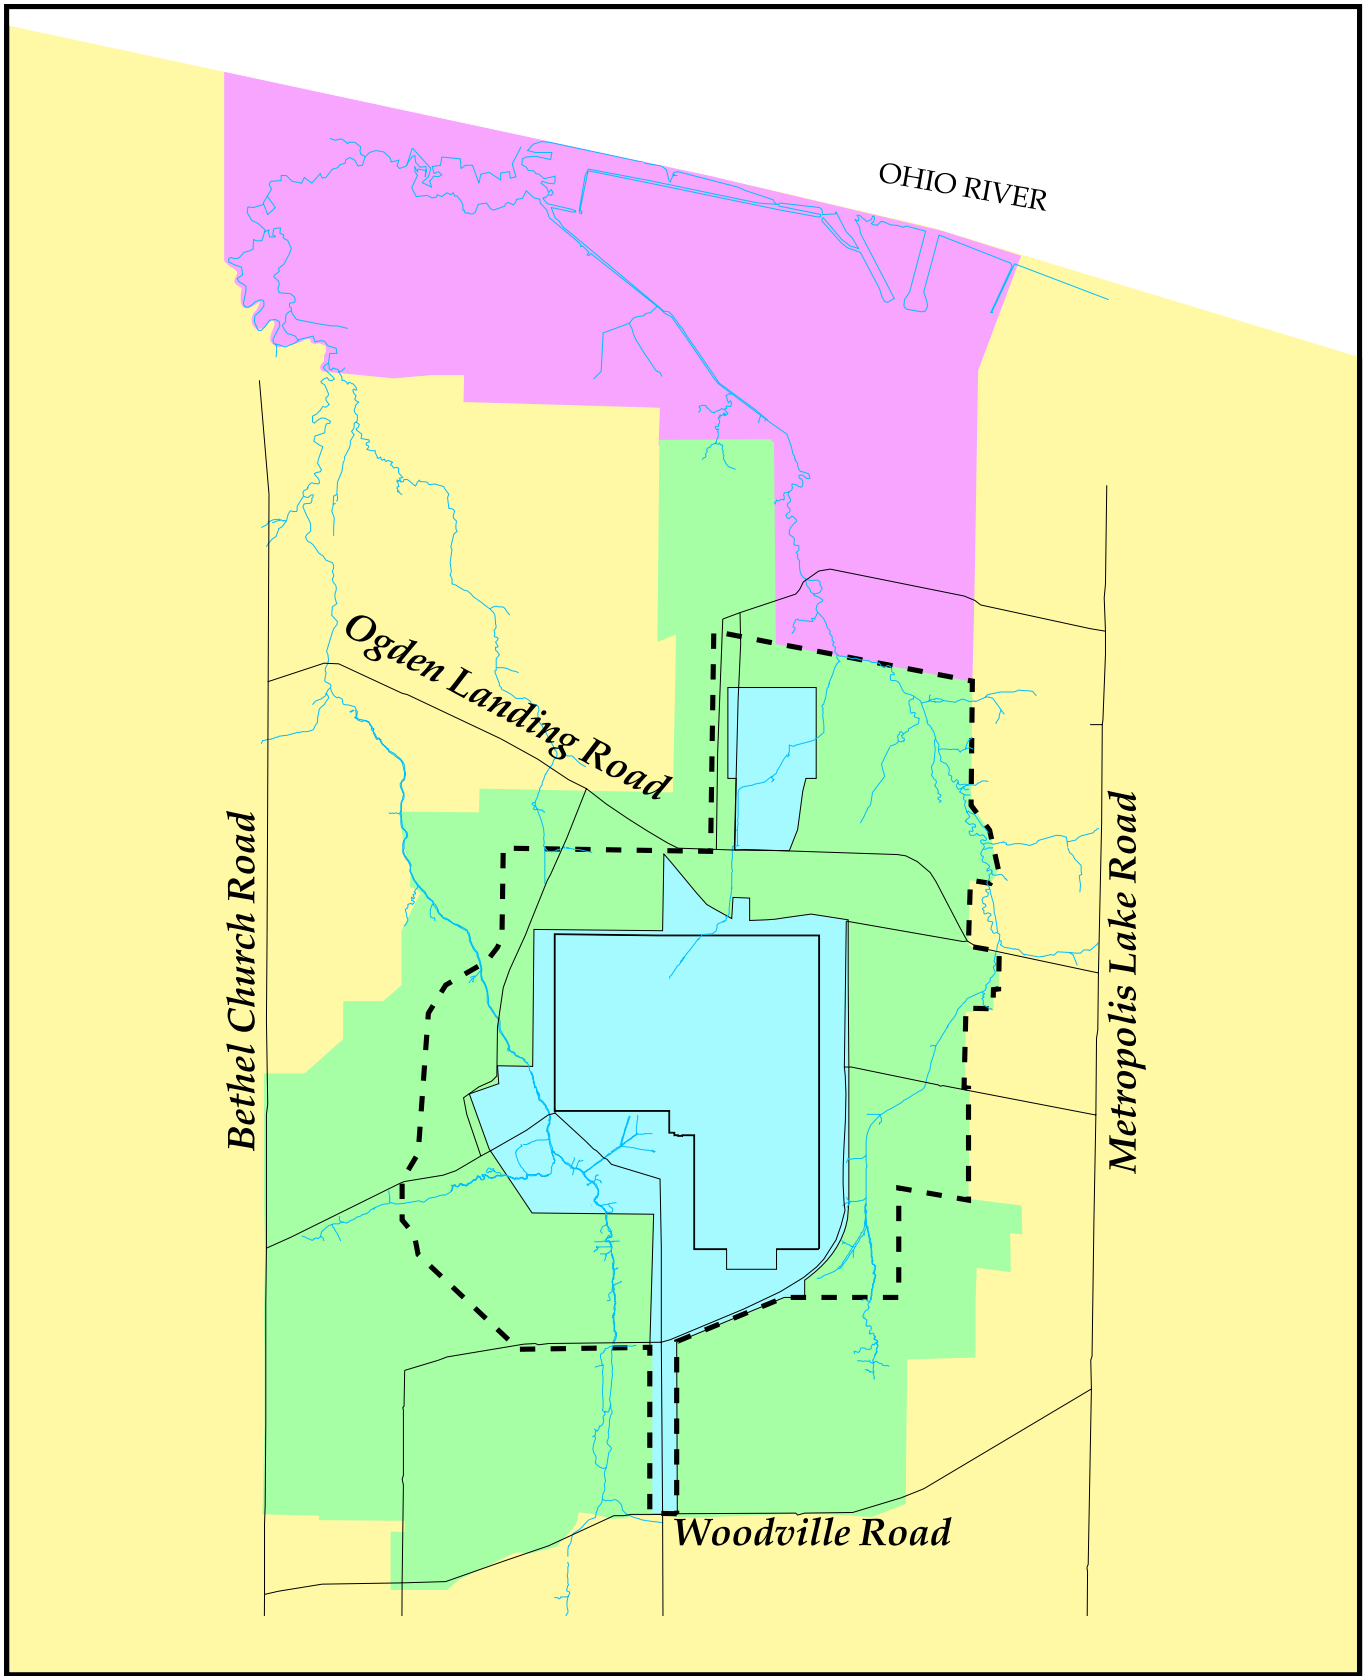 OHIO RIVER
Ogden Landing Road
Bethel Church Road
Metropolis Lake Road
Woodville Road